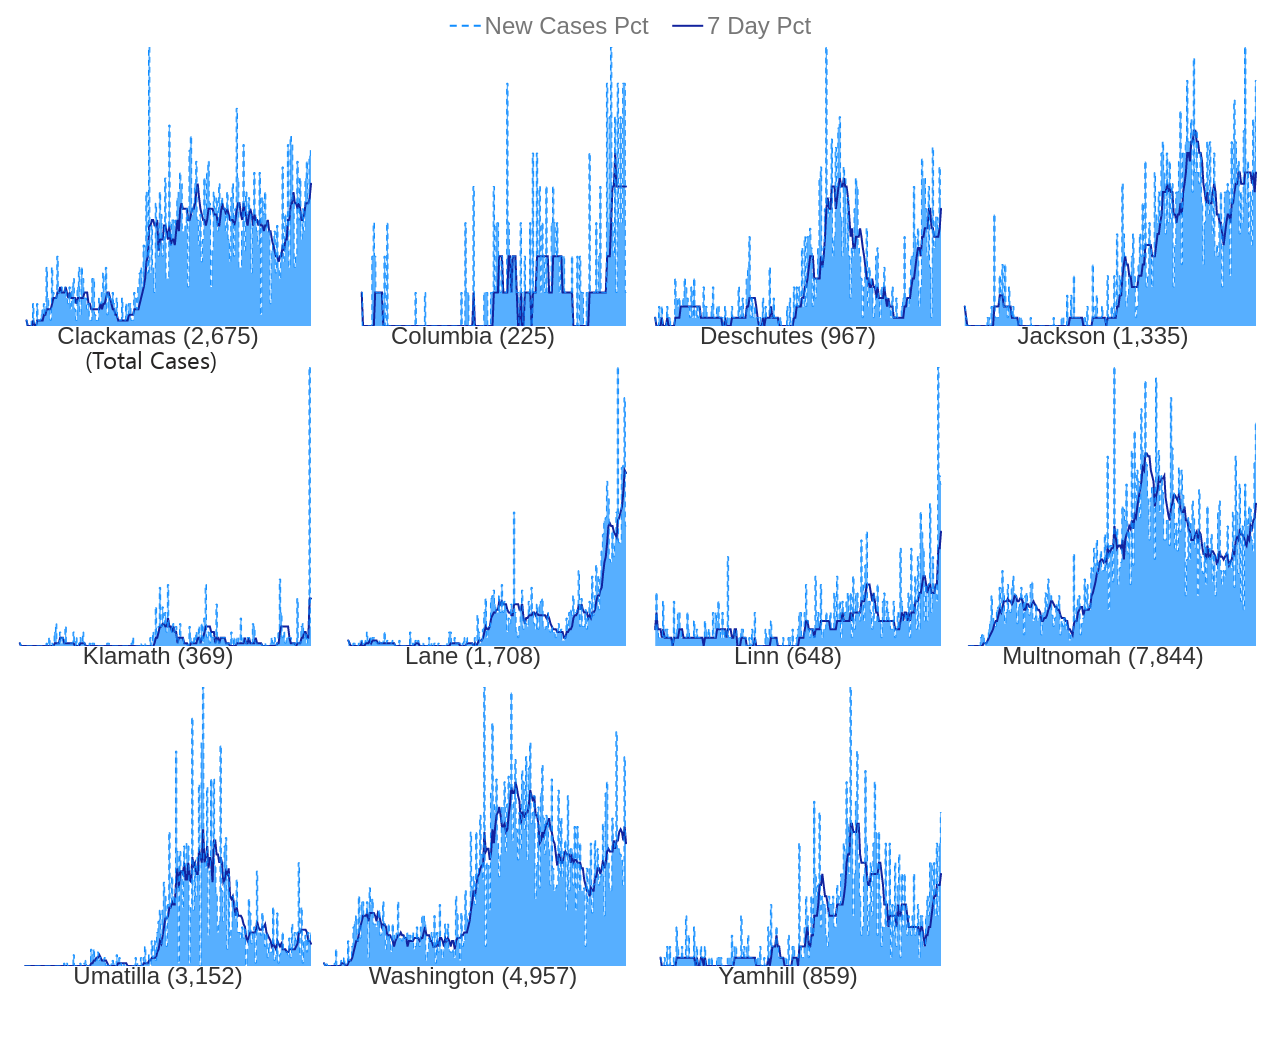 New Cases Pct 7 Day Pct
Clackamas (2,675) Columbia (225) Deschutes (967) Jackson (1,335)
(Total Cases)
Klamath (369) Lane (1,708) Linn (648) Multnomah (7,844)
Umatilla (3,152) Washington (4,957) Yamhill (859)